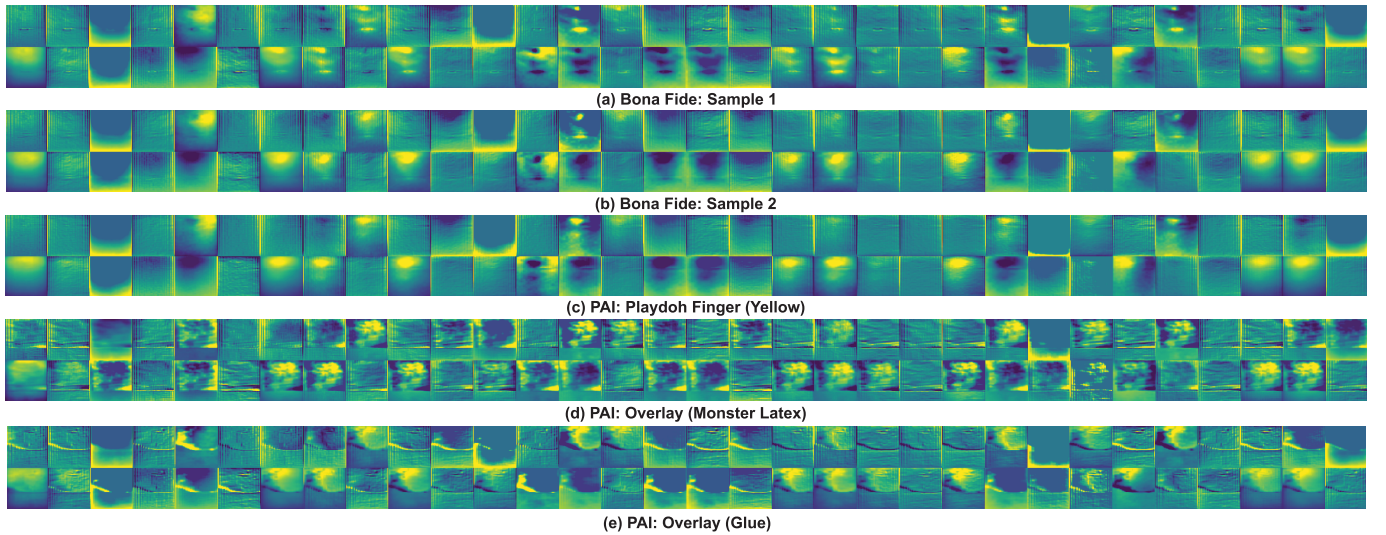 (a) Bona Fide: Sample 1
(b) Bona Fide: Sample 2
(c) PAI: Playdoh Finger (Yellow)
(d) PAI: Overlay (Monster Latex)
(e) PAI: Overlay (Glue)